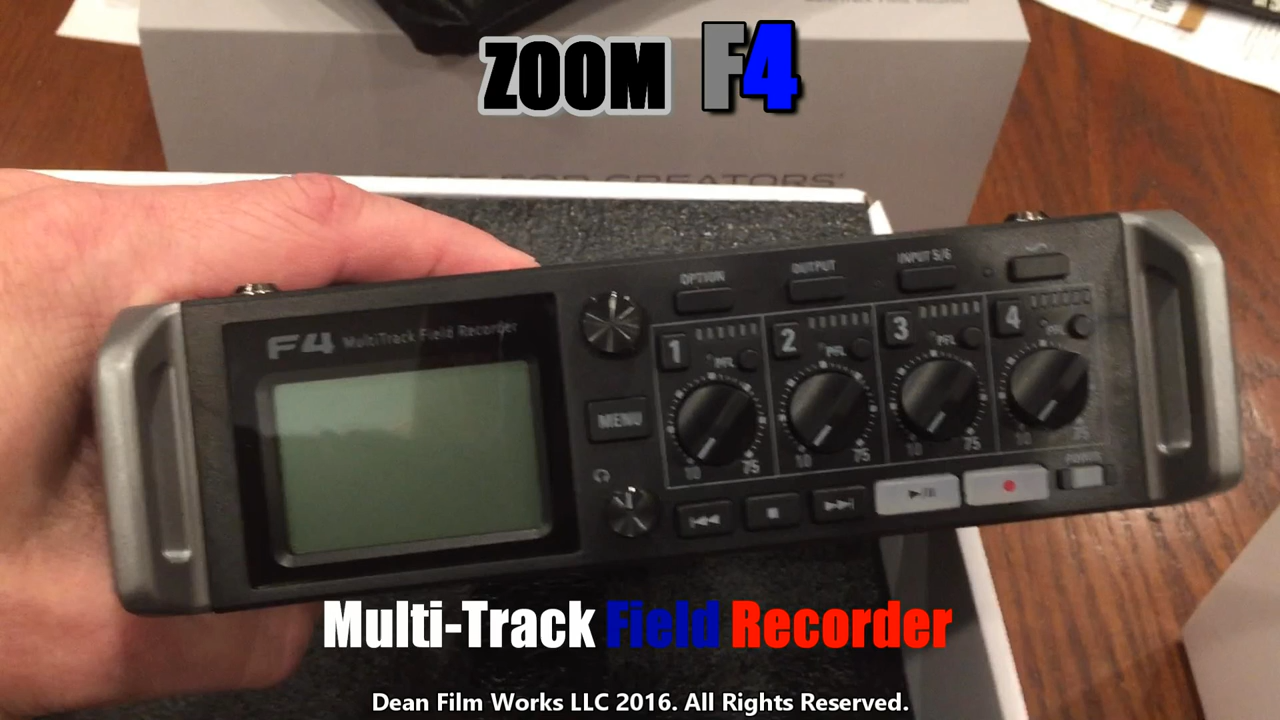 ZOOM F4
FOR CREATORS
OPTION
OUTPUT
INPUT 5/6
F4 MultiTrack Field Recorder
1 PFL
2 PFL
3 PFL
4 PFL
MENU
10 75
10 75
10 75
10 75
POWER
Multi-Track Field Recorder
Dean Film Works LLC 2016. All Rights Reserved.